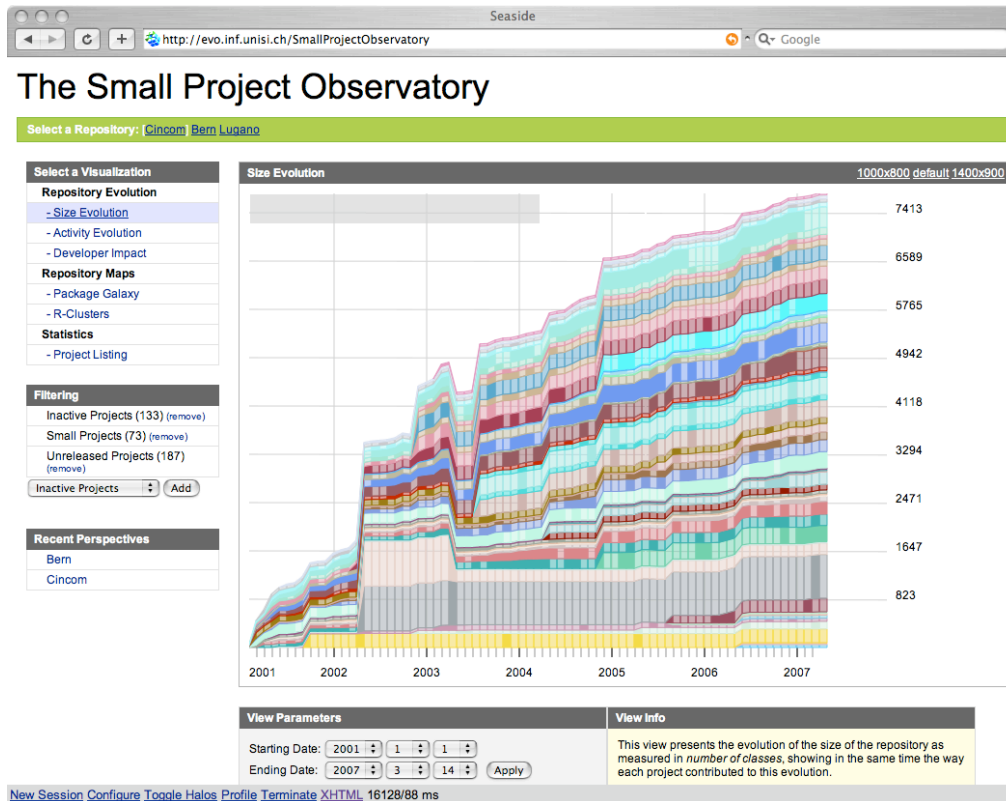 Seaside
http://evo.inf.unisi.ch/SmallProjectObservatory
Google
The Small Project Observatory
Select a Repository: [Cincom] Bern Lugano
Select a Visualization
Repository Evolution
- Size Evolution
- Activity Evolution
- Developer Impact
Repository Maps
- Package Galaxy
- R-Clusters
Statistics
- Project Listing
Filtering
Inactive Projects (133) (remove)
Small Projects (73) (remove)
Unreleased Projects (187)
(remove)
Inactive Projects Add
Recent Perspectives
Bern
Cincom
Size Evolution 1000x800 default 1400x900
7413
6589
5765
4942
4118
3294
2471
1647
823
2001 2002 2003 2004 2005 2006 2007
View Parameters
Starting Date: 2001 1 1
Ending Date: 2007 3 14 Apply
View Info
This view presents the evolution of the size of the repository as
measured in number of classes, showing in the same time the way
each project contributed to this evolution.
New Session Configure Toggle Halos Profile Terminate XHTML 16128/88 ms